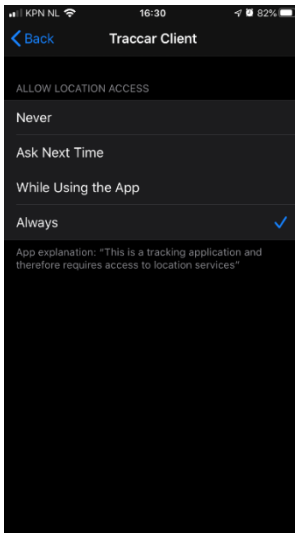 KPN NL 16:30 82%
Back Traccar Client
ALLOW LOCATION ACCESS
Never
Ask Next Time
While Using the App
Always
App explanation: “This is a tracking application and
therefore requires access to location services”